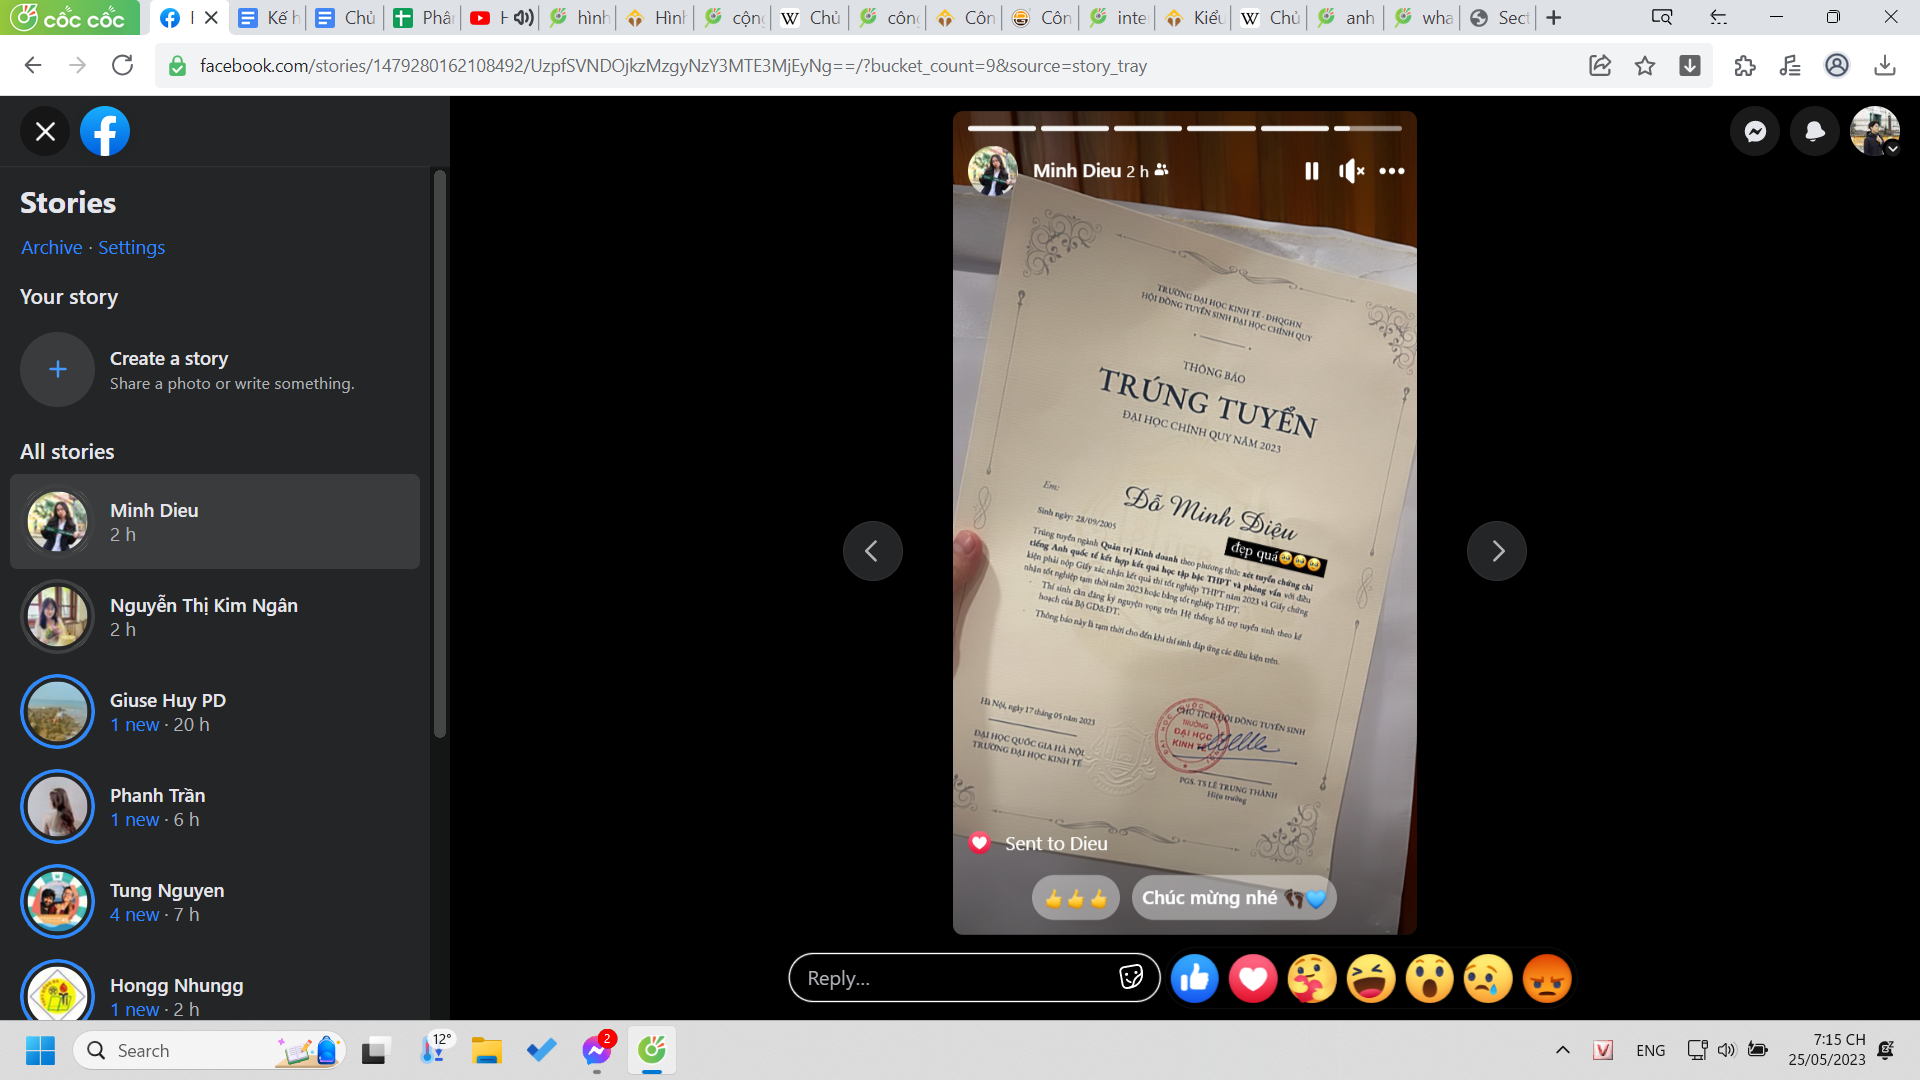 cốc cốc
Kế h
Chủ
Phân
hình
Hình
cộng
Chủ
công
Côn
Côn
inte
Kiểu
Chủ
anh
wha
Sect
facebook.com/stories/1479280162108492/UzpfSVNDOjkzMzgyNzY3MTE3MjEyNg==/?bucket_count=9&source=story_tray
Stories
Archive · Settings
Your story
Create a story
Share a photo or write something.
All stories
Minh Dieu
2 h
Nguyễn Thị Kim Ngân
2 h
Giuse Huy PD
1 new · 20 h
Phanh Trần
1 new · 6 h
Tung Nguyen
4 new · 7 h
Hongg Nhungg
1 new · 2 h
Minh Dieu 2 h
TRƯỜNG ĐẠI HỌC KINH TẾ - ĐHQGHN
HỘI ĐỒNG TUYỂN SINH ĐẠI HỌC CHÍNH QUY
THÔNG BÁO
TRÚNG TUYỂN
ĐẠI HỌC CHÍNH QUY NĂM 2023
Em:
Đỗ Minh Diệu
Sinh ngày: 28/09/2005
đẹp quá🥹🥹🥹
Trúng tuyển ngành Quản trị Kinh doanh theo phương thức xét tuyển chứng chỉ
tiếng Anh quốc tế kết hợp kết quả học tập bậc THPT và phỏng vấn với điều
kiện phải nộp Giấy xác nhận kết quả thi tốt nghiệp THPT năm 2023 và Giấy chứng
nhận tốt nghiệp tạm thời năm 2023 hoặc bằng tốt nghiệp THPT.
- Thí sinh cần đăng ký nguyện vọng trên Hệ thống hỗ trợ tuyển sinh theo kế
hoạch của Bộ GD&ĐT.
- Thông báo này là tạm thời cho đến khi thí sinh đáp ứng các điều kiện trên.
Hà Nội, ngày 17 tháng 05 năm 2023
ĐẠI HỌC QUỐC GIA HÀ NỘI
TRƯỜNG ĐẠI HỌC KINH TẾ
CHỦ TỊCH HỘI ĐỒNG TUYỂN SINH
TRƯỜNG
ĐẠI HỌC
KINH TẾ
PGS. TS LÊ TRUNG THÀNH
Hiệu trưởng
Sent to Dieu
👍👍👍
Chúc mừng nhé 👣💙
Reply...
Search
12°
2
ENG
7:15 CH
25/05/2023